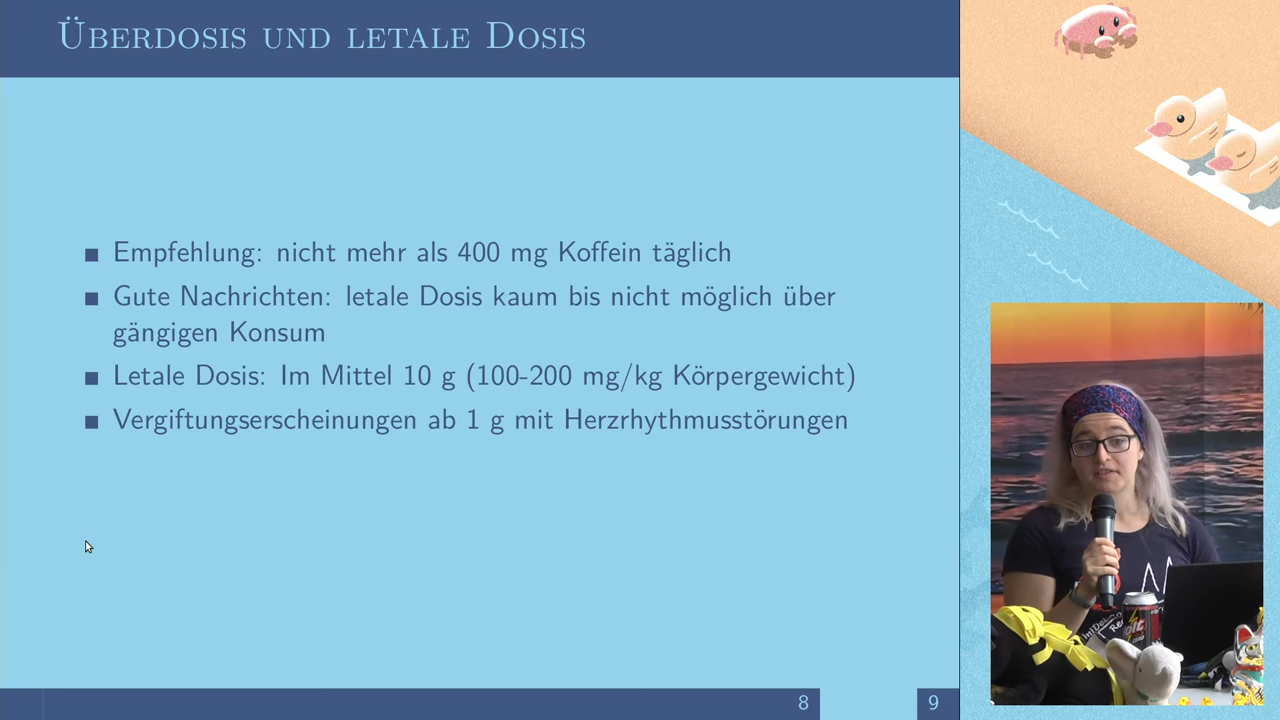 Überdosis und letale Dosis
Empfehlung: nicht mehr als 400 mg Koffein täglich
Gute Nachrichten: letale Dosis kaum bis nicht möglich über
gängigen Konsum
Letale Dosis: Im Mittel 10 g (100-200 mg/kg Körpergewicht)
Vergiftungserscheinungen ab 1 g mit Herzrhythmusstörungen
8
9